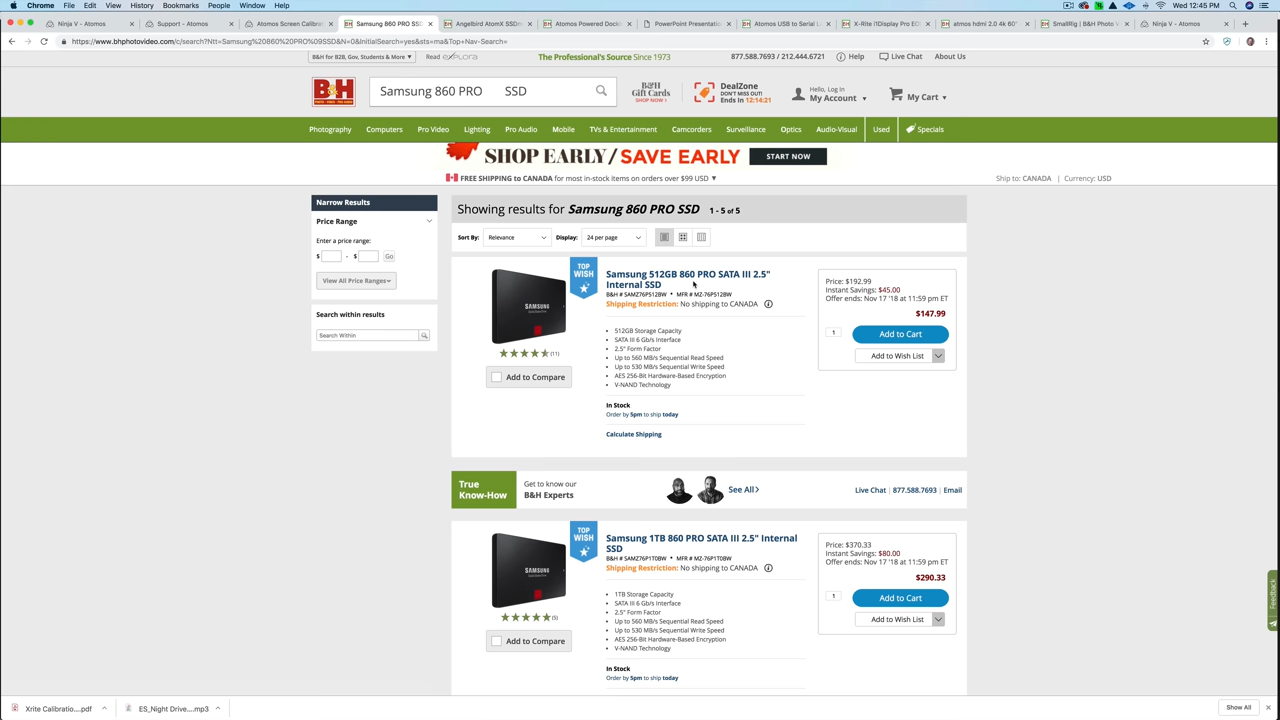 Chrome File Edit View History Bookmarks People Window Help
Wed 12:45 PM
Ninja V - Atomos
Support - Atomos
Atomos Screen Calibra
Samsung 860 PRO SSD
Angelbird AtomX SSDm
Atomos Powered Dock
PowerPoint Presentatio
Atomos USB to Serial L
X-Rite i1Display Pro EO
atmos hdmi 2.0 4k 60"
SmallRig | B&H Photo V
Ninja V - Atomos
https://www.bhphotovideo.com/c/search?Ntt=Samsung%20860%20PRO%09SSD&N=0&InitialSearch=yes&sts=ma&Top+Nav-Search=
B&H for B2B, Gov, Students & More
Read eXPLORA
The Professional's Source Since 1973
877.588.7693 / 212.444.6721
Help
Live Chat
About Us
B&H
PHOTO - VIDEO - PRO AUDIO
Samsung 860 PRO SSD
B&H
Gift Cards
SHOP NOW
DealZone
DON'T MISS OUT!
Ends In 12:14:21
Hello, Log in
My Account
My Cart
Photography Computers Pro Video Lighting Pro Audio Mobile TVs & Entertainment Camcorders Surveillance Optics Audio-Visual Used Specials
SHOP EARLY/SAVE EARLY START NOW
FREE SHIPPING to CANADA for most in-stock items on orders over $99 USD
Ship to: CANADA | Currency: USD
Narrow Results
Price Range
Enter a price range:
$ - $ Go
View All Price Ranges
Search within results
Search Within
Showing results for Samsung 860 PRO SSD 1 - 5 of 5
Sort By: Relevance Display: 24 per page
TOP
WISH
SAMSUNG
(11)
Add to Compare
Samsung 512GB 860 PRO SATA III 2.5"
Internal SSD
B&H # SAMZ76P512BW • MFR # MZ-76P512BW
Shipping Restriction: No shipping to CANADA
• 512GB Storage Capacity
• SATA III 6 Gb/s Interface
• 2.5" Form Factor
• Up to 560 MB/s Sequential Read Speed
• Up to 530 MB/s Sequential Write Speed
• AES 256-Bit Hardware-Based Encryption
• V-NAND Technology
In Stock
Order by 5pm to ship today
Calculate Shipping
Price: $192.99
Instant Savings: $45.00
Offer ends: Nov 17 '18 at 11:59 pm ET
$147.99
1
Add to Cart
Add to Wish List
True
Know-How
Get to know our
B&H Experts
See All
Live Chat | 877.588.7693 | Email
TOP
WISH
SAMSUNG
(5)
Add to Compare
Samsung 1TB 860 PRO SATA III 2.5" Internal
SSD
B&H # SAMZ76P1T0BW • MFR # MZ-76P1T0BW
Shipping Restriction: No shipping to CANADA
• 1TB Storage Capacity
• SATA III 6 Gb/s Interface
• 2.5" Form Factor
• Up to 560 MB/s Sequential Read Speed
• Up to 530 MB/s Sequential Write Speed
• AES 256-Bit Hardware-Based Encryption
• V-NAND Technology
In Stock
Order by 5pm to ship today
Price: $370.33
Instant Savings: $80.00
Offer ends: Nov 17 '18 at 11:59 pm ET
$290.33
1
Add to Cart
Add to Wish List
Feedback
Xrite Calibratio....pdf
ES_Night Drive....mp3
Show All